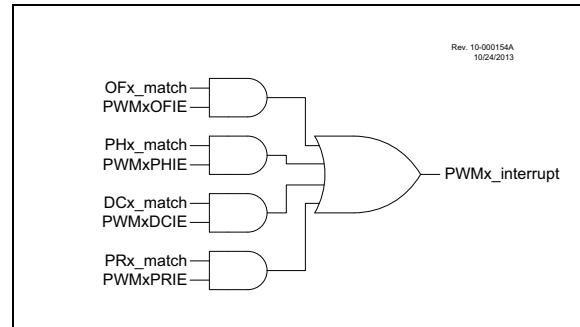 Rev. 10-000154A
10/24/2013
OFx_match
PWMxOFIE
PHx_match
PWMxPHIE
DCx_match
PWMxDCIE
PRx_match
PWMxPRIE
PWMx_interrupt